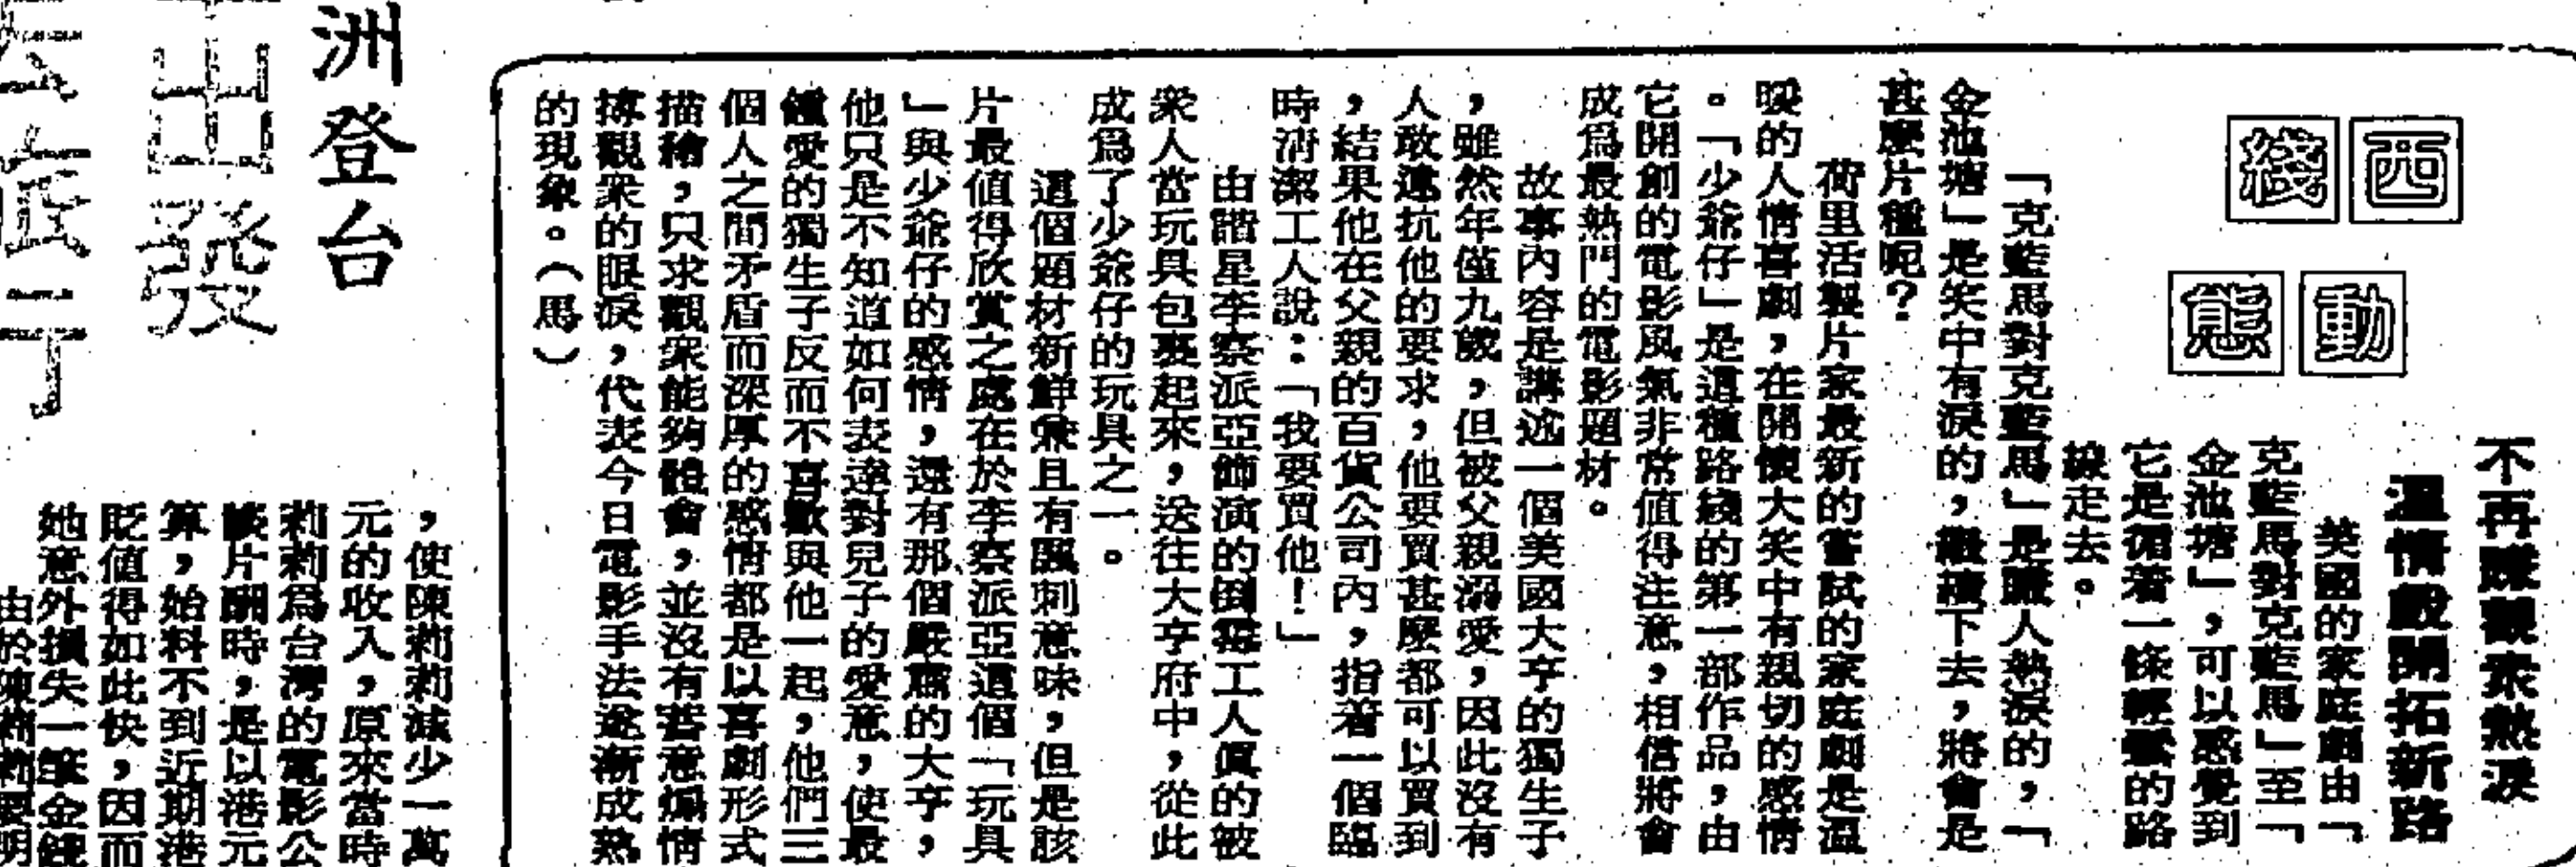 西
綫
動
態
不再賺觀衆熱淚
溫情戲開拓新路
美國的家庭劇由「
克藍馬對克藍馬」至「
金池塘」，可以感覺到
它是循着一條輕鬆的路
線走去。
「克藍馬對克藍馬」是賺人熱淚的，「
金池塘」是笑中有淚的，繼續下去，將會是
甚麼片種呢？
荷里活製片家最新的嘗試的家庭劇是溫
暖的人情喜劇，在開懷大笑中有親切的感情
。「少爺仔」是這種路綫的第一部作品，由
它開創的電影風氣非常值得注意，相信將會
成爲最熱門的電影題材。
故事內容是講述一個美國大亨的獨生子
，雖然年僅九歲，但被父親溺愛，因此沒有
人敢違抗他的要求，他要買甚麼都可以買到
，結果他在父親的百貨公司內，指着一個臨
時清潔工人說：「我要買他！」
由諧星李察派亞飾演的倒霉工人眞的被
衆人當玩具包裹起來，送往大亨府中，從此
成爲了少爺仔的玩具之一。
這個題材新鮮兼且有諷刺意味，但是該
片最值得欣賞之處在於李察派亞這個「玩具
」與少爺仔的感情，還有那個嚴肅的大亨，
他只是不知道如何表達對兒子的愛意，使最
鍾愛的獨生子反而不喜歡與他一起，他們三
個人之間矛盾而深厚的感情都是以喜劇形式
描繪，只求觀衆能夠體會，並沒有蓄意煽情
摶觀衆的眼淚，代表今日電影手法逐漸成熟
的現象。（馬）
洲登台
發
，使陳莉莉減少一萬
元的收入，原來當時
莉莉爲台灣的電影公
該片酬時，是以港元
算，始料不到近期港
貶值得如此快，因而
她意外損失一筆金錢
由於陳莉莉要明